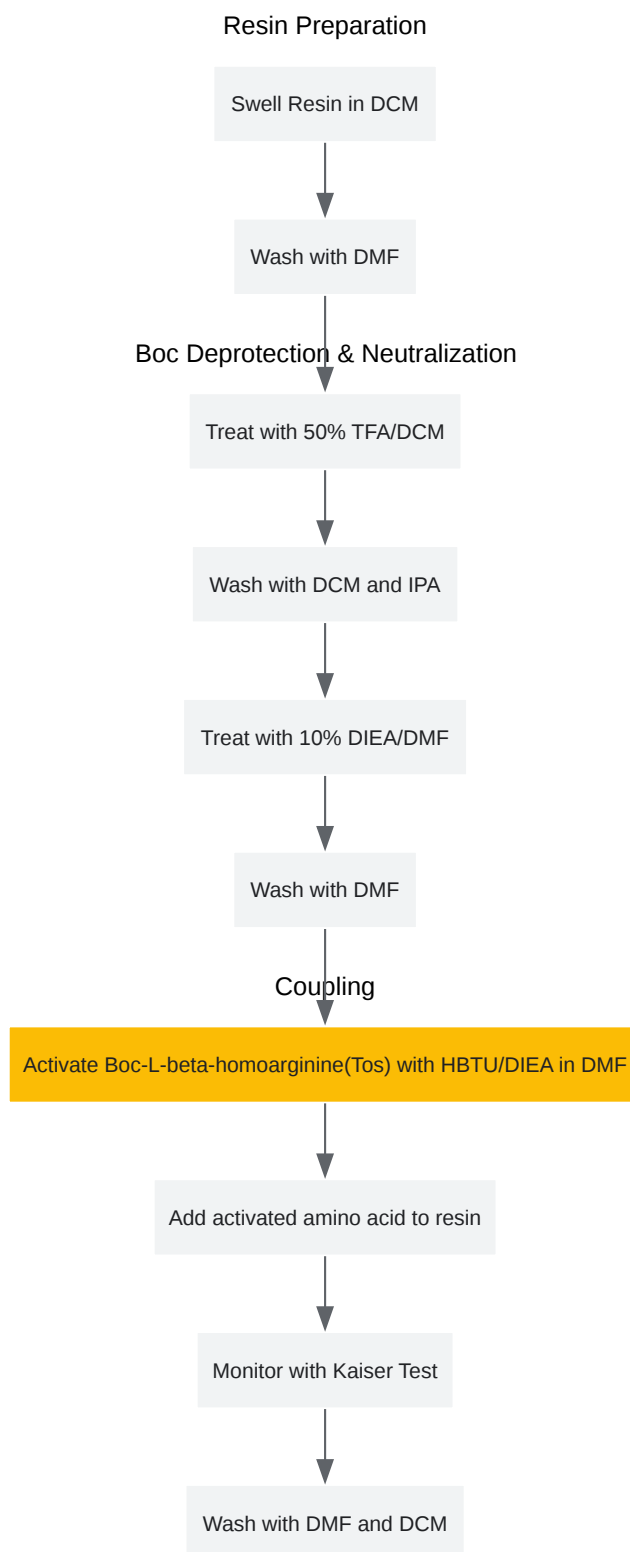 Resin Preparation
Swell Resin in DCM
Wash with DMF
Boc Deprotection & Neutralization
Treat with 50% TFA/DCM
Wash with DCM and IPA
Treat with 10% DIEA/DMF
Wash with DMF
Coupling
Activate Boc-L-beta-homoarginine(Tos) with HBTU/DIEA in DMF
Add activated amino acid to resin
Monitor with Kaiser Test
Wash with DMF and DCM